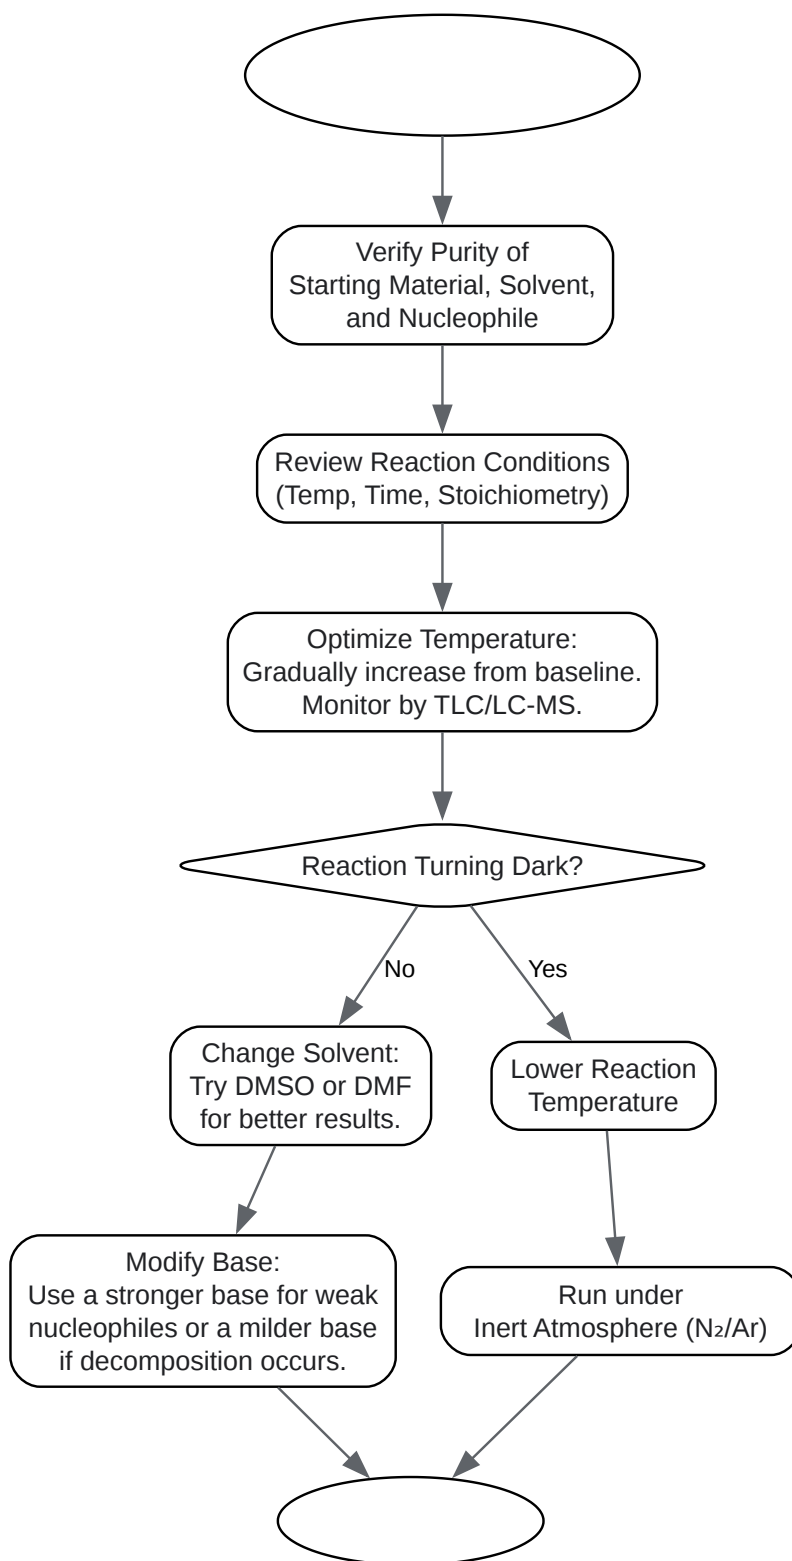 Verify Purity of
Starting Material, Solvent,
and Nucleophile
Review Reaction Conditions
(Temp, Time, Stoichiometry)
Optimize Temperature:
Gradually increase from baseline.
Monitor by TLC/LC-MS.
Reaction Turning Dark?
No
Yes
Change Solvent:
Try DMSO or DMF
for better results.
Lower Reaction
Temperature
Modify Base:
Use a stronger base for weak
nucleophiles or a milder base
if decomposition occurs.
Run under
Inert Atmosphere (N₂/Ar)